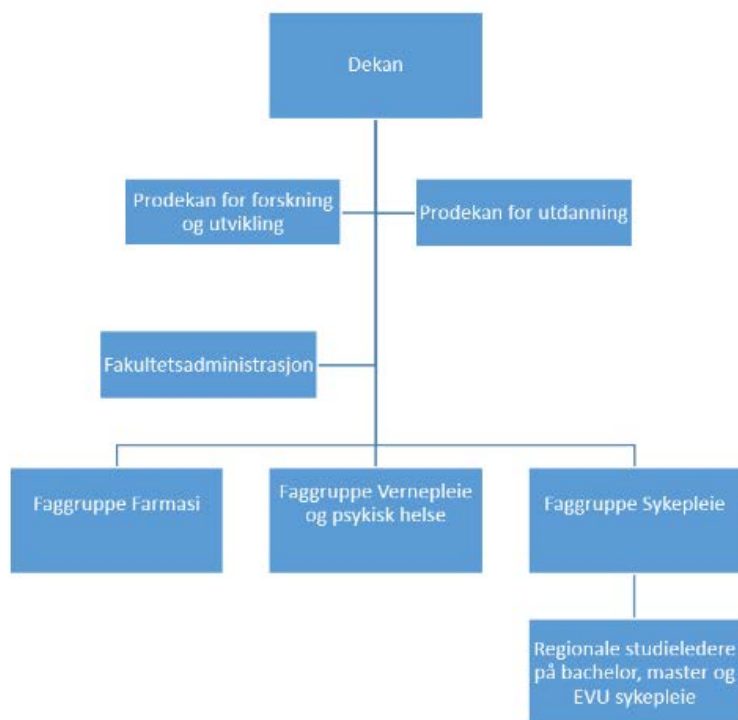 Dekan
Prodekan for forskning
og utvikling
Prodekan for utdanning
Fakultetsadministrasjon
Faggruppe Farmasi
Faggruppe Vernepleie
og psykisk helse
Faggruppe Sykepleie
Regionale studieledere
på bachelor, master og
EVU sykepleie